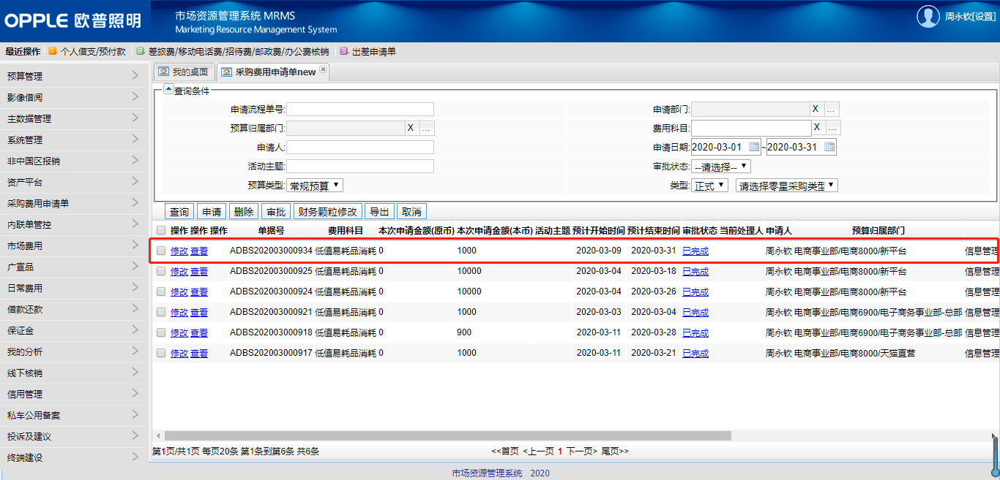 OPPLE 欧普照明
市场资源管理系统 MRMS
Marketing Resource Management System
周永钦[设置]
最近操作 1 个人借支/预付款 2 差旅费/移动电话费/招待费/邮政费/办公费核销 3 出差申请单
预算管理
影像借阅
主数据管理
系统管理
非中国区报销
资产平台
采购费用申请单
内联单管控
市场费用
广宣品
日常费用
借款还款
保证金
我的分析
线下核销
信用管理
私车公用备案
投诉及建议
终端建设
我的桌面 采购费用申请单new
查询条件
申请流程单号: 申请部门: X ...
预算归属部门: X ... 费用科目: X ...
申请人: 申请日期: 2020-03-01 ~ 2020-03-31
活动主题: 审批状态: --请选择--
预算类型: 常规预算 类型: 正式 请选择零星采购类型
查询 申请 删除 审批 财务颗粒修改 导出 取消
操作 操作 操作 单据号 费用科目 本次申请金额(原币) 本次申请金额(本币) 活动主题 预计开始时间 预计结束时间 审批状态 当前处理人 申请人 预算归属部门
修改 查看 ADBS202003000934 低值易耗品消耗 0 1000 2020-03-09 2020-03-31 已完成 周永钦 电商事业部/电商8000/新平台 信息管理
修改 查看 ADBS202003000925 低值易耗品消耗 0 10000 2020-03-04 2020-03-18 已完成 周永钦 电商事业部/电商8000/新平台 信息管理
修改 查看 ADBS202003000924 低值易耗品消耗 0 10000 2020-03-04 2020-03-26 已完成 周永钦 电商事业部/电商8000/新平台 信息管理
修改 查看 ADBS202003000921 低值易耗品消耗 0 1000 2020-03-03 2020-03-04 已完成 周永钦 电商事业部/电商6900/电子商务事业部-总部 信息管理
修改 查看 ADBS202003000918 低值易耗品消耗 0 900 2020-03-11 2020-03-28 已完成 周永钦 电商事业部/电商6900/电子商务事业部-总部 信息管理
修改 查看 ADBS202003000917 低值易耗品消耗 0 1000 2020-03-11 2020-03-21 已完成 周永钦 电商事业部/电商8000/天猫直营 信息管理
第1页/共1页 每页20条 第1条到第6条 共6条 <<首页 <上一页 1 下一页> 尾页>>
市场资源管理系统 2020